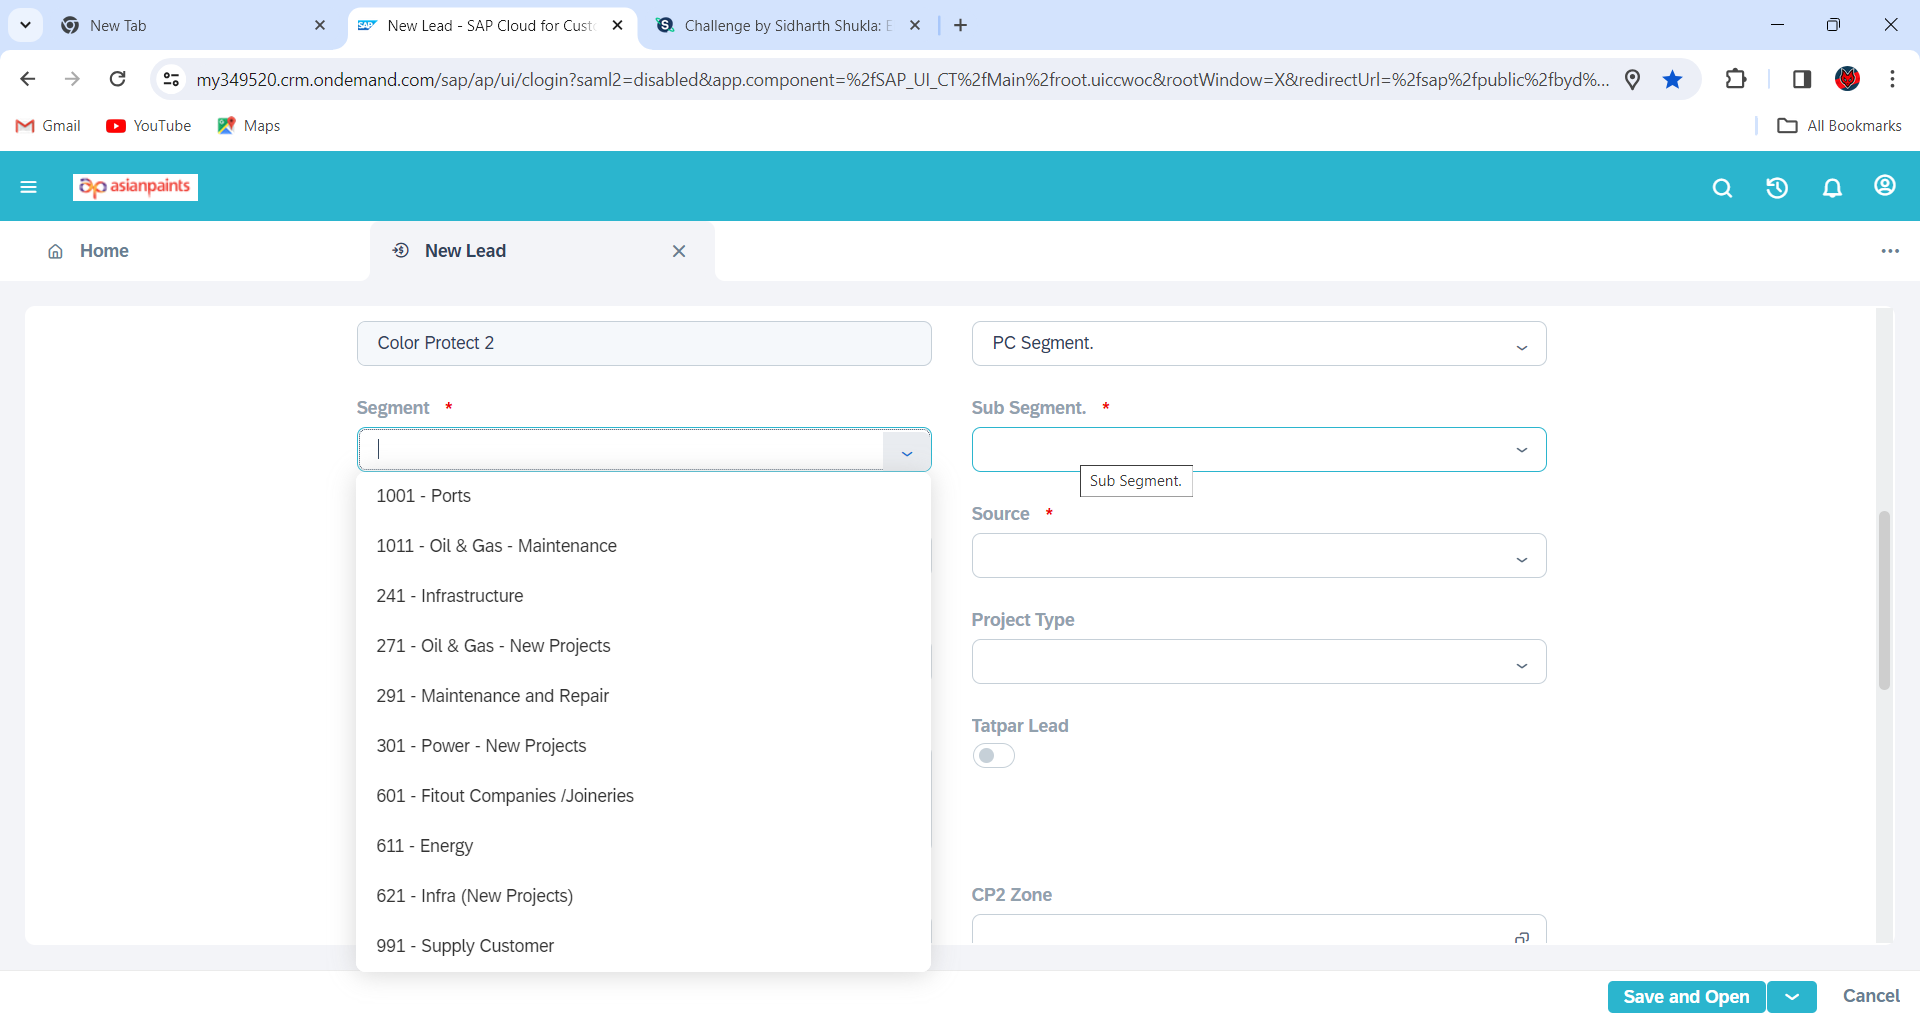 New Tab
New Lead - SAP Cloud for Custo
Challenge by Sidharth Shukla: E
my349520.crm.ondemand.com/sap/ap/ui/clogin?saml2=disabled&app.component=%2fSAP_UI_CT%2fMain%2froot.uiccwoc&rootWindow=X&redirectUrl=%2fsap%2fpublic%2fbyd%...
Gmail
YouTube
Maps
All Bookmarks
asianpaints
Home
New Lead
Color Protect 2
PC Segment.
Segment *
Sub Segment. *
Sub Segment.
1001 - Ports
Source *
1011 - Oil & Gas - Maintenance
241 - Infrastructure
Project Type
271 - Oil & Gas - New Projects
291 - Maintenance and Repair
Tatpar Lead
301 - Power - New Projects
601 - Fitout Companies /Joineries
611 - Energy
CP2 Zone
621 - Infra (New Projects)
991 - Supply Customer
Save and Open
Cancel